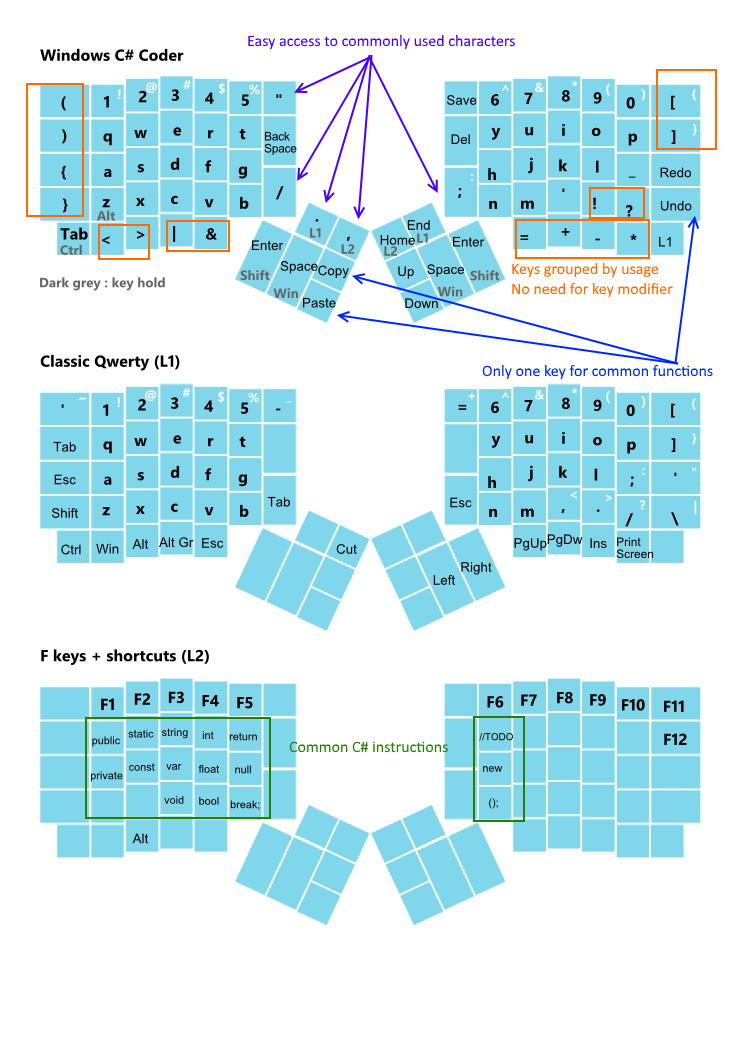 Easy access to commonly used characters
Windows C# Coder
( 1 ! 2 @ 3 # 4 $ 5 % "
Save 6 ^ 7 & 8 * 9 ( 0 ) [ {
) q w e r t Back Space
Del y u i o p ] }
{ a s d f g /
h j k l _ Redo
} z Alt x c v b
; : n m ' ! ? Undo
Tab Ctrl < > | &
= + - * L1
. L1 , L2
Enter Shift Space Win Copy
Paste
End L1
Home L2 Enter Shift
Up Space Win
Down
Dark grey : key hold
Keys grouped by usage
No need for key modifier
Only one key for common functions
Classic Qwerty (L1)
' ~ 1 ! 2 @ 3 # 4 $ 5 % - _
= + 6 ^ 7 & 8 * 9 ( 0 ) [ {
Tab q w e r t
y u i o p ] }
Esc a s d f g Tab
h j k l ; : ' "
Shift z x c v b
Esc n m , < . > / ? \ |
Ctrl Win Alt Alt Gr Esc
PgUp PgDw Ins Print Screen
Cut
Left Right
F keys + shortcuts (L2)
F1 F2 F3 F4 F5
F6 F7 F8 F9 F10 F11
public static string int return
//TODO F12
Common C# instructions
private const var float null
new
void bool break;
();
Alt